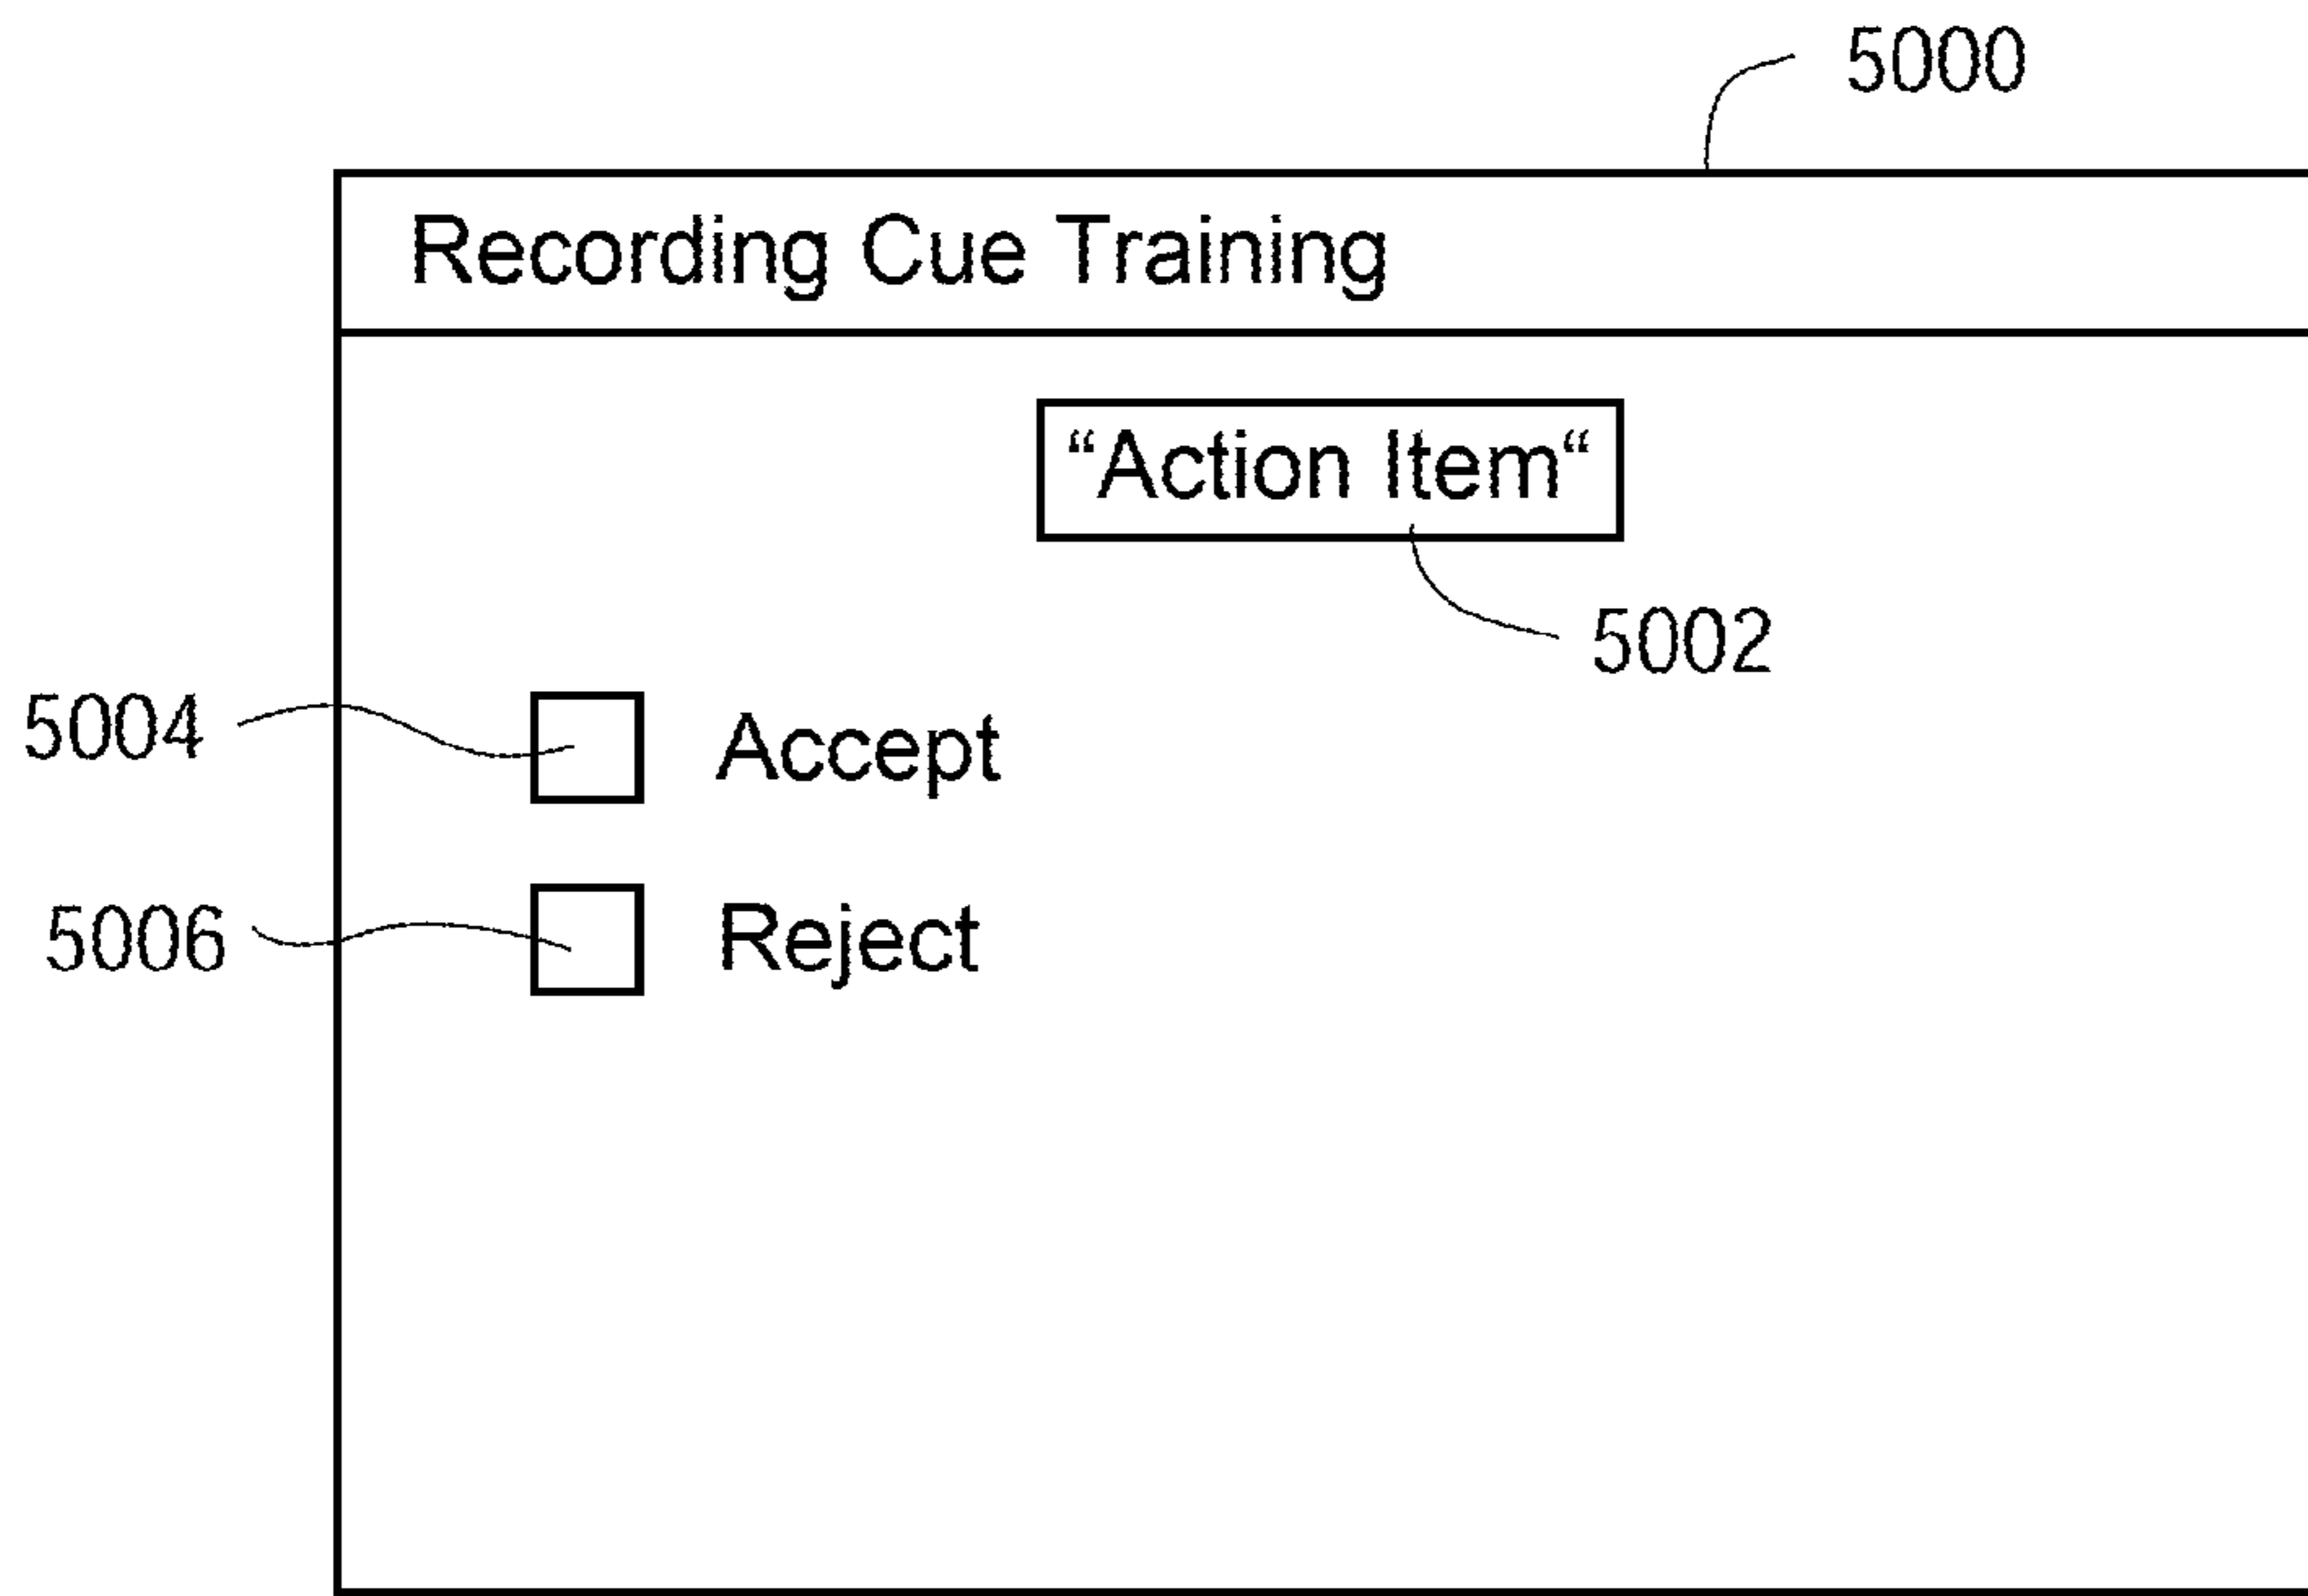 5000
Recording Cue Training
“Action Item“
5002
5004
Accept
5006
Reject